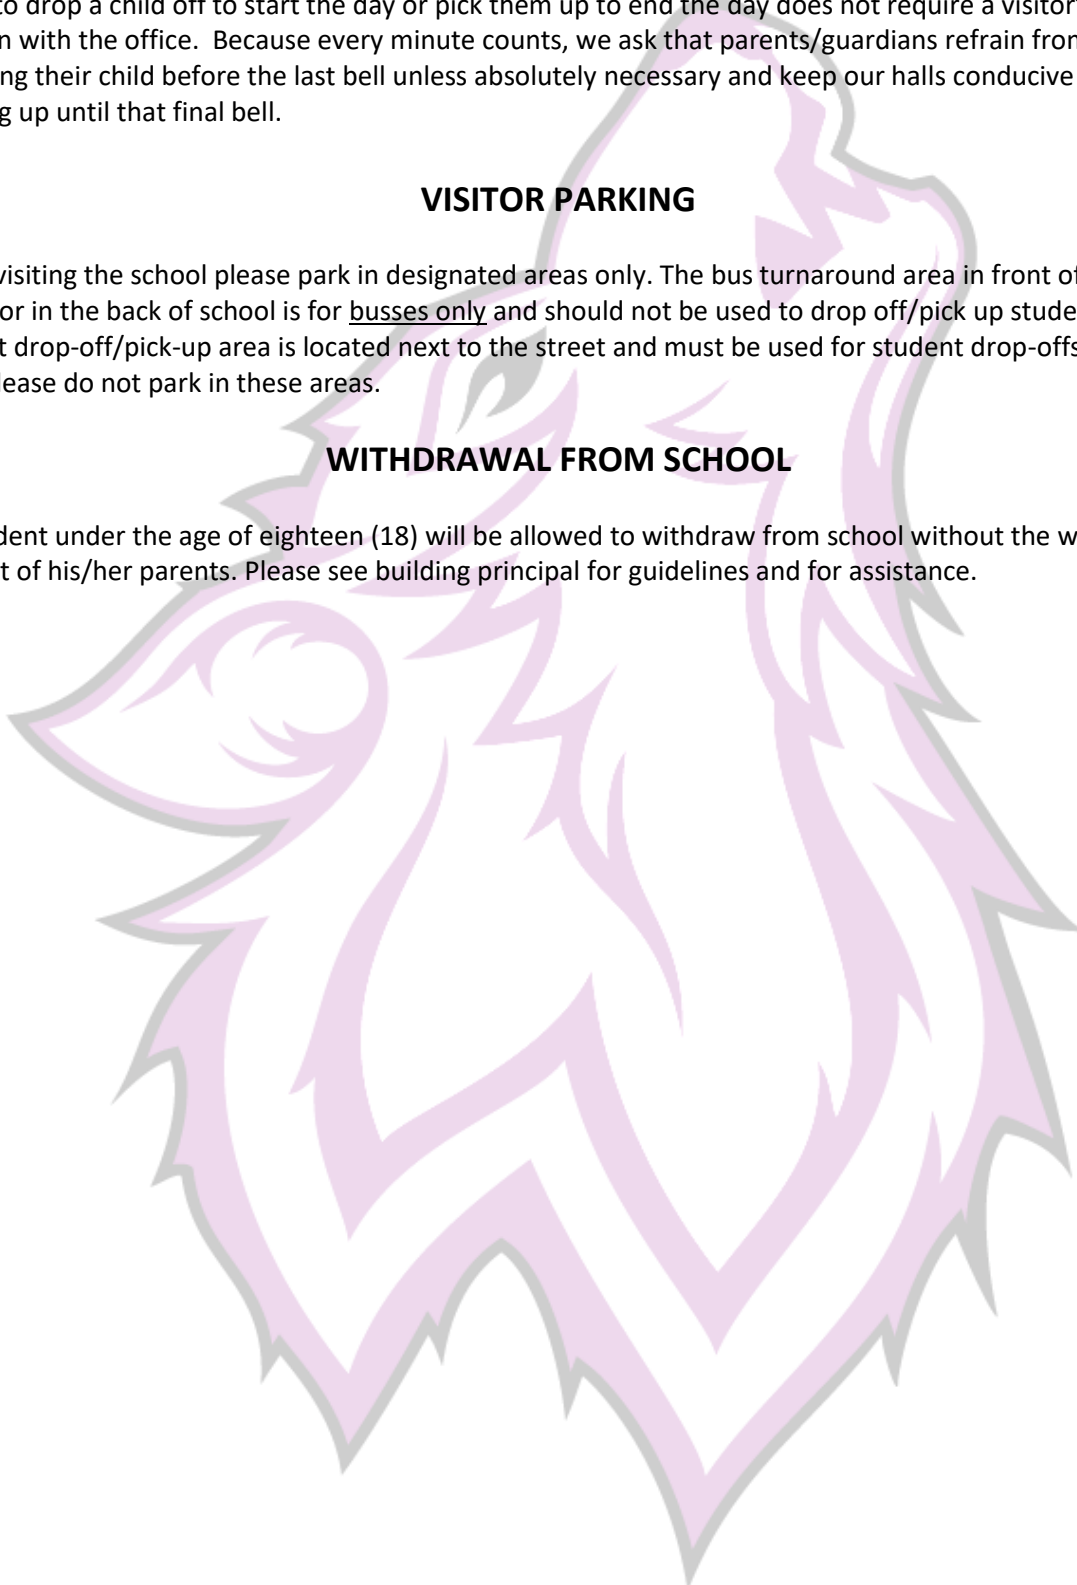 to drop a child off to start the day or pick them up to end the day does not require a visitor
n with the office. Because every minute counts, we ask that parents/guardians refrain from
ng their child before the last bell unless absolutely necessary and keep our halls conducive
g up until that final bell.
VISITOR PARKING
visiting the school please park in designated areas only. The bus turnaround area in front of
or in the back of school is for busses only and should not be used to drop off/pick up stude
t drop-off/pick-up area is located next to the street and must be used for student drop-offs
lease do not park in these areas.
WITHDRAWAL FROM SCHOOL
dent under the age of eighteen (18) will be allowed to withdraw from school without the w
t of his/her parents. Please see building principal for guidelines and for assistance.